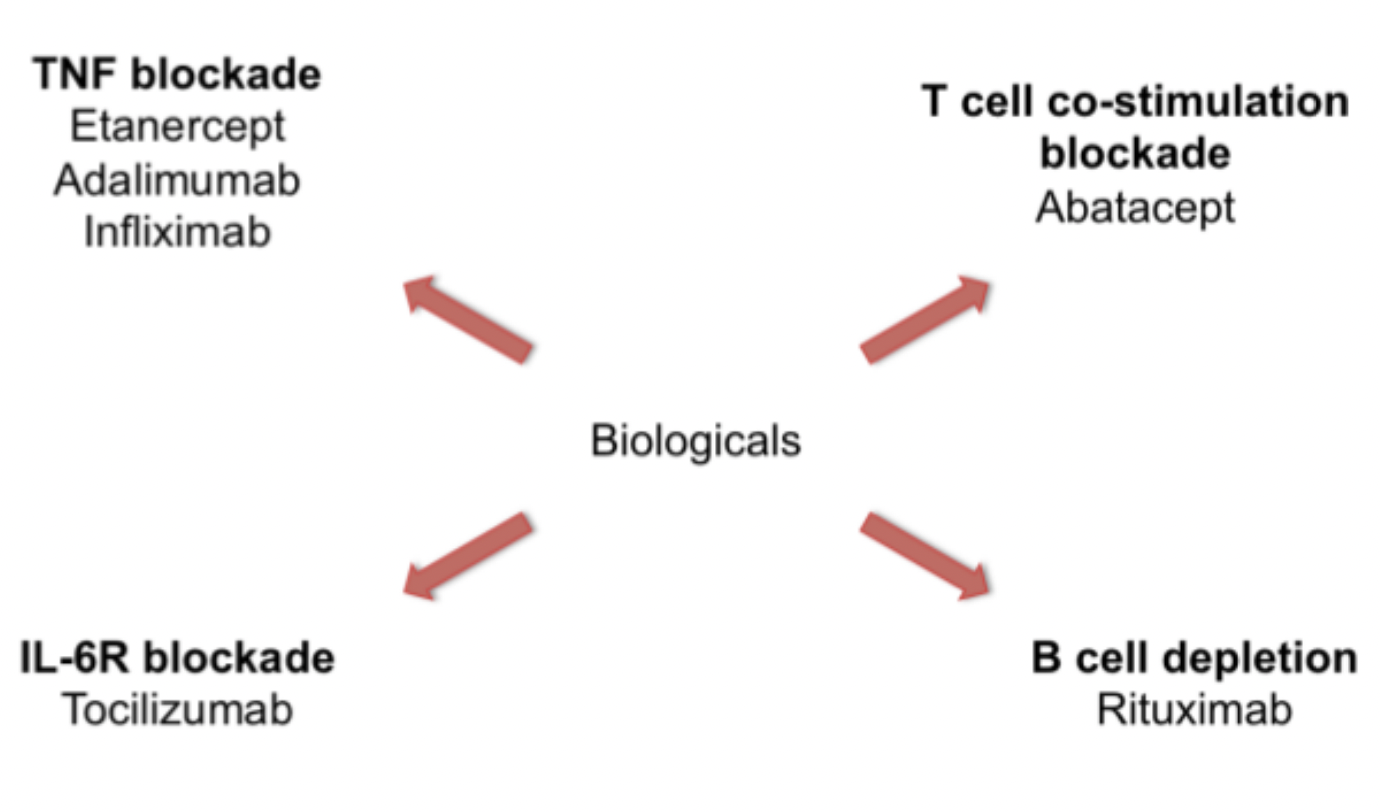 TNF blockade
Etanercept
Adalimumab
Infliximab
T cell co-stimulation
blockade
Abatacept
Biologicals
IL-6R blockade
Tocilizumab
B cell depletion
Rituximab